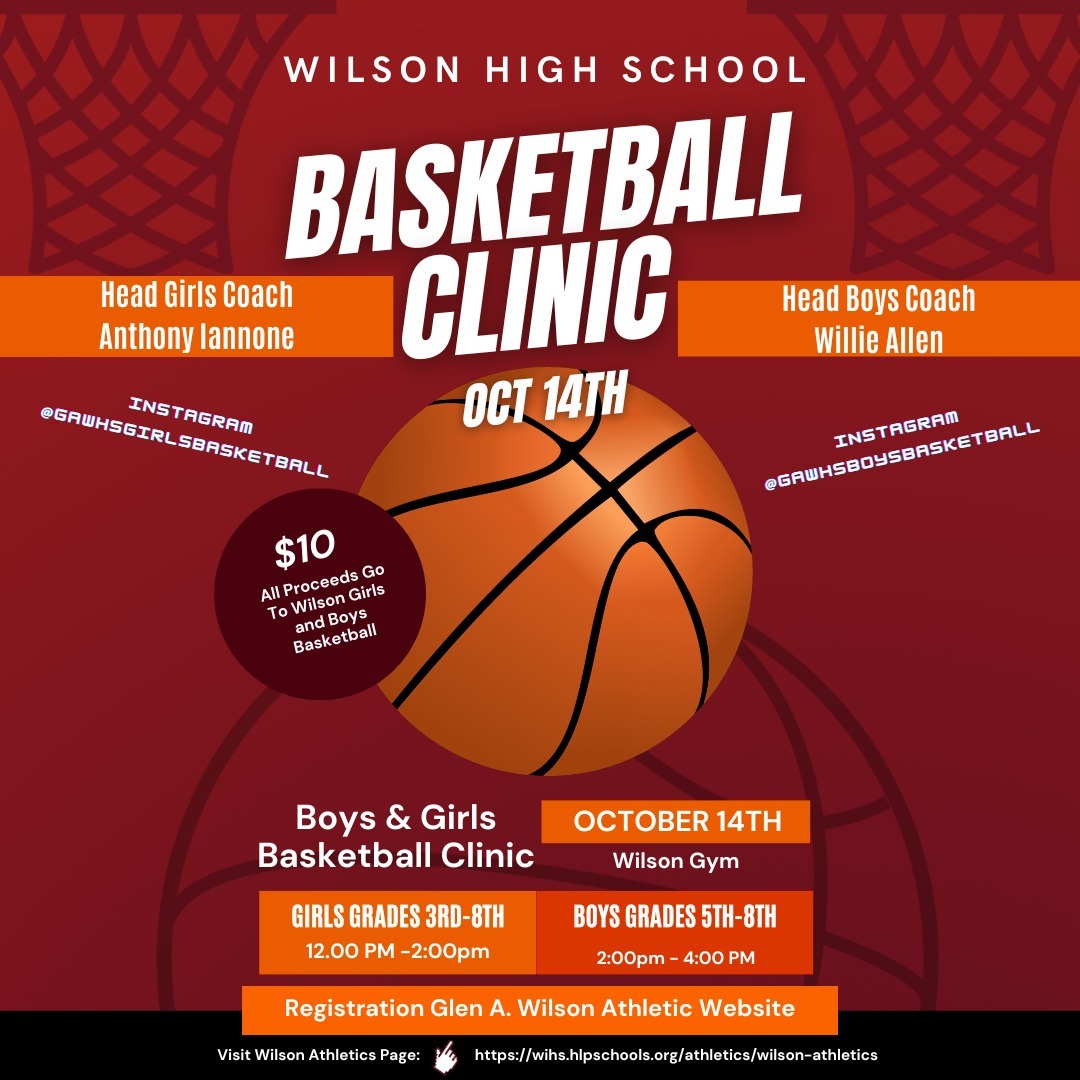 WILSON HIGH SCHOOL
BASKETBALL
CLINIC
OCT 14TH
Head Girls Coach
Anthony Iannone
Head Boys Coach
Willie Allen
INSTAGRAM
@GAWHSGIRLSBASKETBALL
INSTAGRAM
@GAWHSBOYSBASKETBALL
$10
All Proceeds Go
To Wilson Girls
and Boys
Basketball
Boys & Girls
Basketball Clinic
OCTOBER 14TH
Wilson Gym
GIRLS GRADES 3RD-8TH
12.00 PM -2:00pm
BOYS GRADES 5TH-8TH
2:00pm - 4:00 PM
Registration Glen A. Wilson Athletic Website
Visit Wilson Athletics Page: https://wihs.hlpschools.org/athletics/wilson-athletics